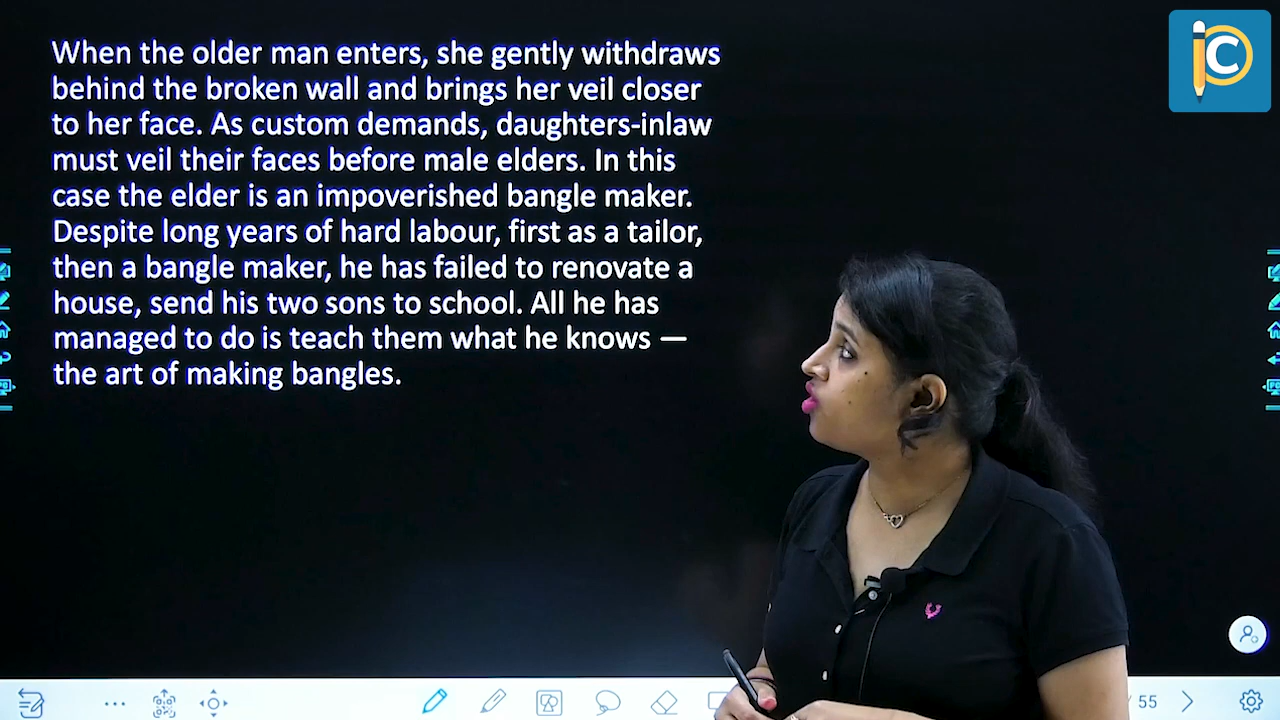 When the older man enters, she gently withdraws
behind the broken wall and brings her veil closer
to her face. As custom demands, daughters-inlaw
must veil their faces before male elders. In this
case the elder is an impoverished bangle maker.
Despite long years of hard labour, first as a tailor,
then a bangle maker, he has failed to renovate a
house, send his two sons to school. All he has
managed to do is teach them what he knows —
the art of making bangles.
PC
/ 55